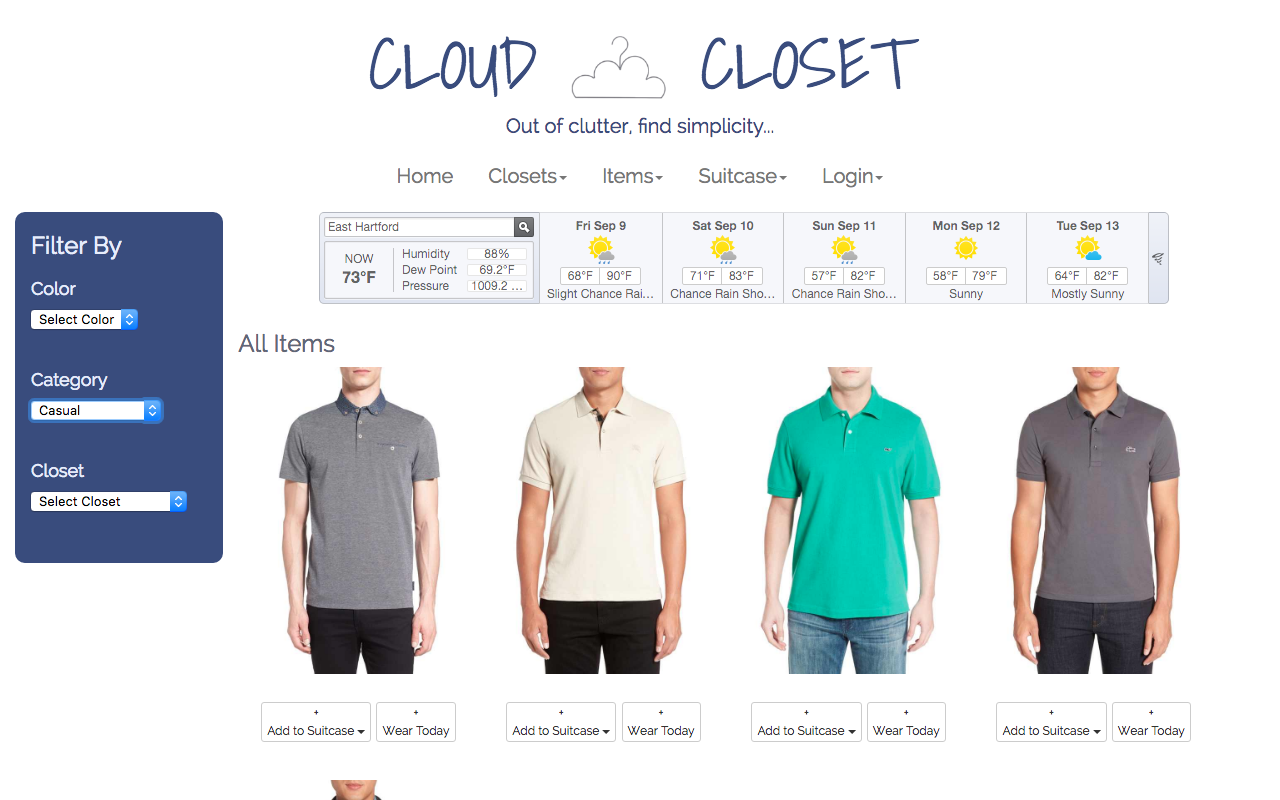 CLOUD CLOSET
Out of clutter, find simplicity...
Home Closets Items Suitcase Login
Filter By
Color
Select Color
Category
Casual
Closet
Select Closet
East Hartford
NOW
73°F
Humidity 88%
Dew Point 69.2°F
Pressure 1009.2 ...
Fri Sep 9
68°F 90°F
Slight Chance Rai...
Sat Sep 10
71°F 83°F
Chance Rain Sho...
Sun Sep 11
57°F 82°F
Chance Rain Sho...
Mon Sep 12
58°F 79°F
Sunny
Tue Sep 13
64°F 82°F
Mostly Sunny
All Items
+ + + + + + + +
Add to Suitcase Wear Today Add to Suitcase Wear Today Add to Suitcase Wear Today Add to Suitcase Wear Today